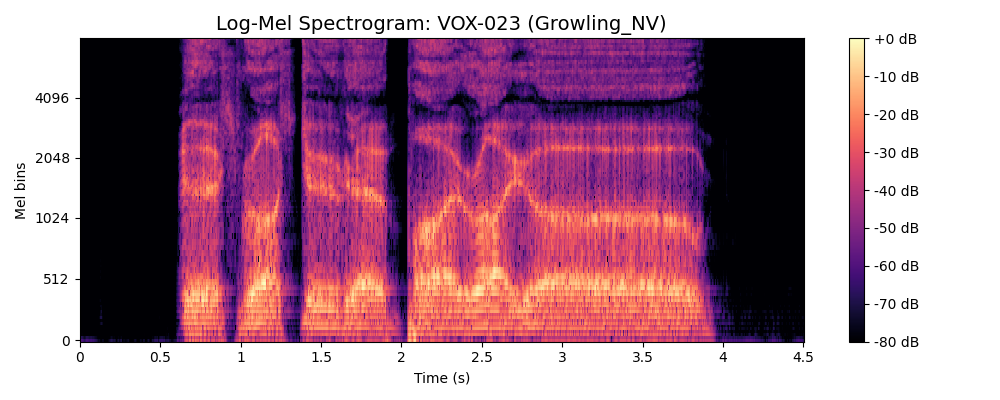 Log-Mel Spectrogram: VOX-023 (Growling_NV)
Mel bins
4096
2048
1024
512
0
0 0.5 1 1.5 2 2.5 3 3.5 4 4.5
Time (s)
+0 dB
-10 dB
-20 dB
-30 dB
-40 dB
-50 dB
-60 dB
-70 dB
-80 dB